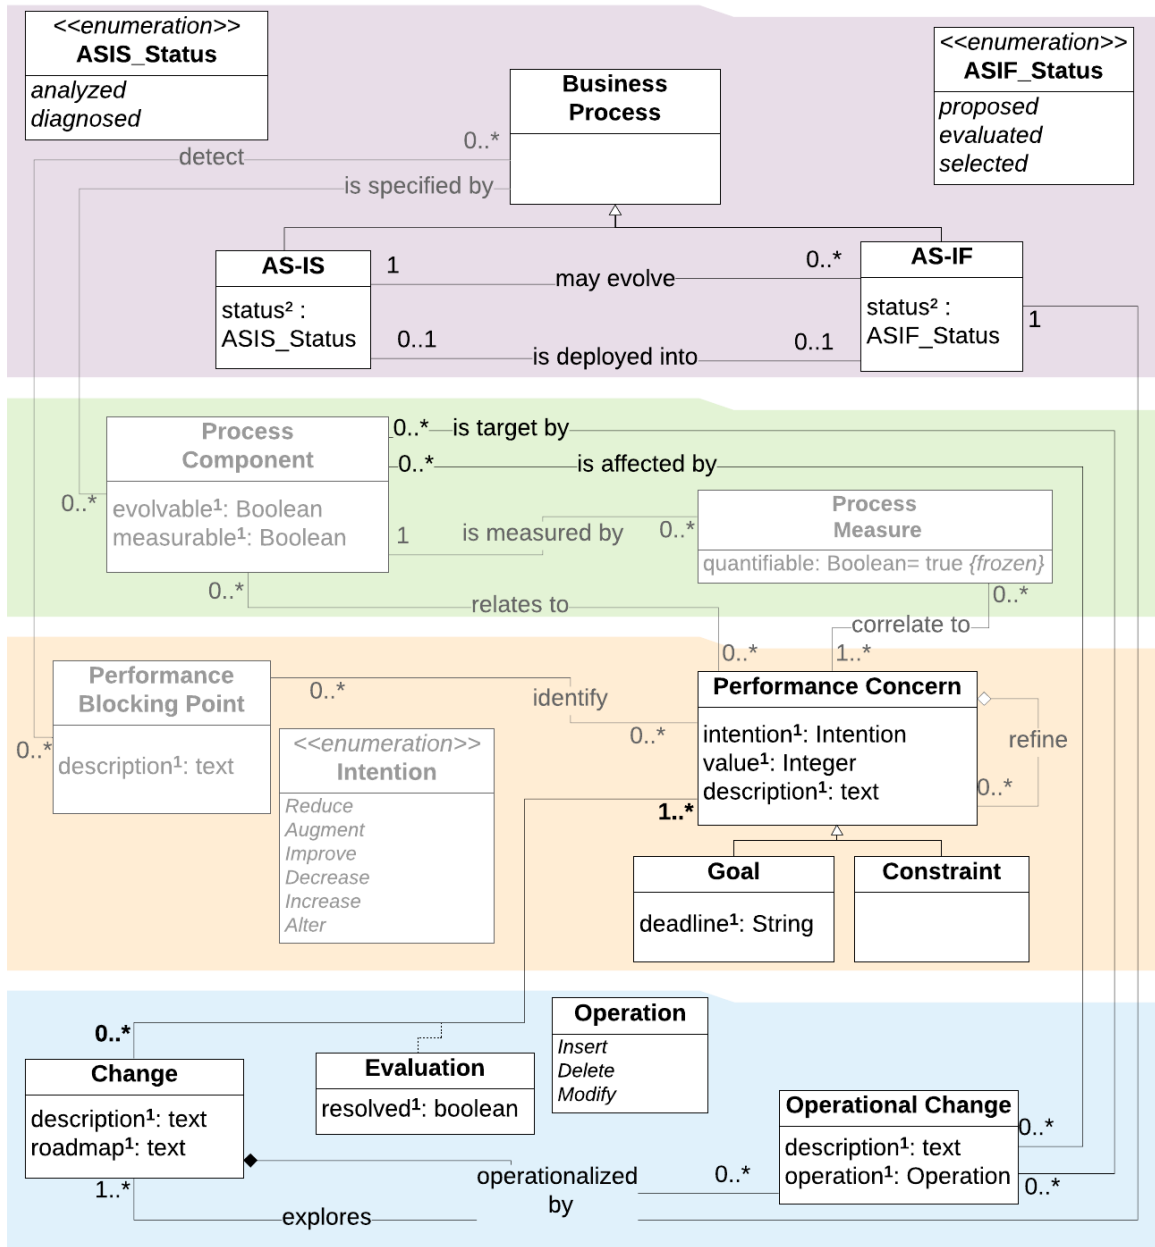 <<enumeration>>
ASIS_Status
analyzed
diagnosed
<<enumeration>>
ASIF_Status
proposed
evaluated
selected
Business
Process
0..*
detect
is specified by
AS-IS
status² :
ASIS_Status
1
may evolve
0..*
0..1
is deployed into
0..1
AS-IF
status² :
ASIF_Status
1
Process
Component
evolvable¹: Boolean
measurable¹: Boolean
0..*
0..*
is target by
0..*
is affected by
1
is measured by
0..*
Process
Measure
quantifiable: Boolean= true {frozen}
0..*
relates to
0..*
correlate to
0..*
1..*
Performance
Blocking Point
description¹: text
0..*
0..*
identify
0..*
<<enumeration>>
Intention
Reduce
Augment
Improve
Decrease
Increase
Alter
Performance Concern
intention¹: Intention
value¹: Integer
description¹: text
refine
0..*
1..*
Goal
deadline¹: String
Constraint
0..*
Change
description¹: text
roadmap¹: text
Evaluation
resolved¹: boolean
Operation
Insert
Delete
Modify
Operational Change
description¹: text
operation¹: Operation
0..*
0..*
operationalized
by
0..*
1..*
explores